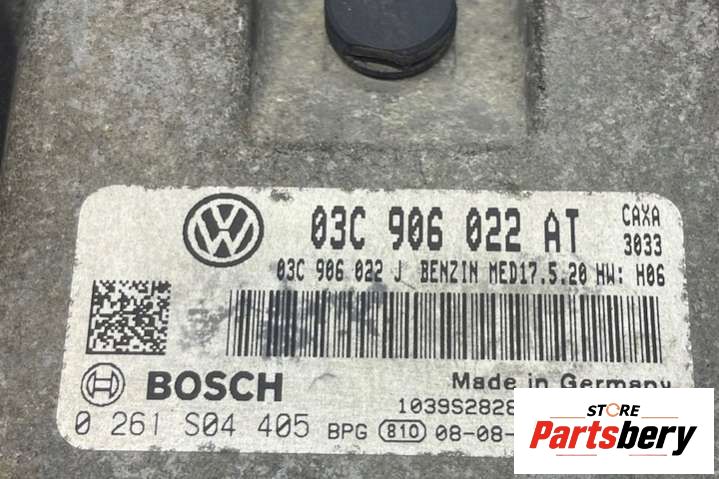 03C 906 022 AT CAXA
3033
03C 906 022 J BENZIN MED17.5.20 HW: H06
BOSCH
Made in Germany
1039S2828
0 261 S04 405 BPG 810 08-08-
STORE
Partsbery